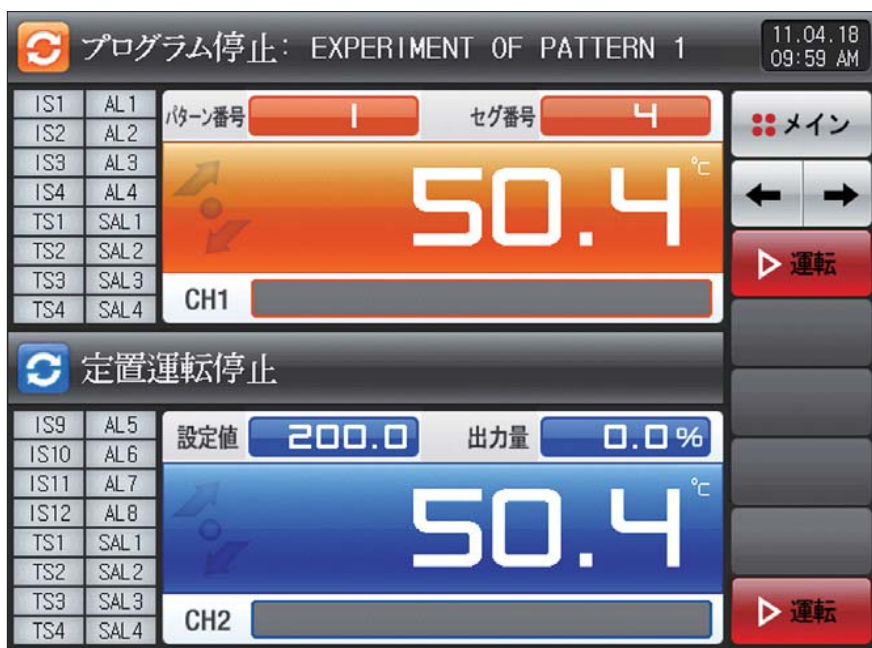 プログラム停止: EXPERIMENT OF PATTERN 1
11.04.18
09:59 AM
IS1 AL1
IS2 AL2
IS3 AL3
IS4 AL4
TS1 SAL1
TS2 SAL2
TS3 SAL3
TS4 SAL4
パターン番号 1 セグ番号 4
50.4 ℃
CH1
メイン
← →
運転
定置運転停止
IS9 AL5
IS10 AL6
IS11 AL7
IS12 AL8
TS1 SAL1
TS2 SAL2
TS3 SAL3
TS4 SAL4
設定値 200.0 出力量 0.0%
50.4 ℃
CH2
運転